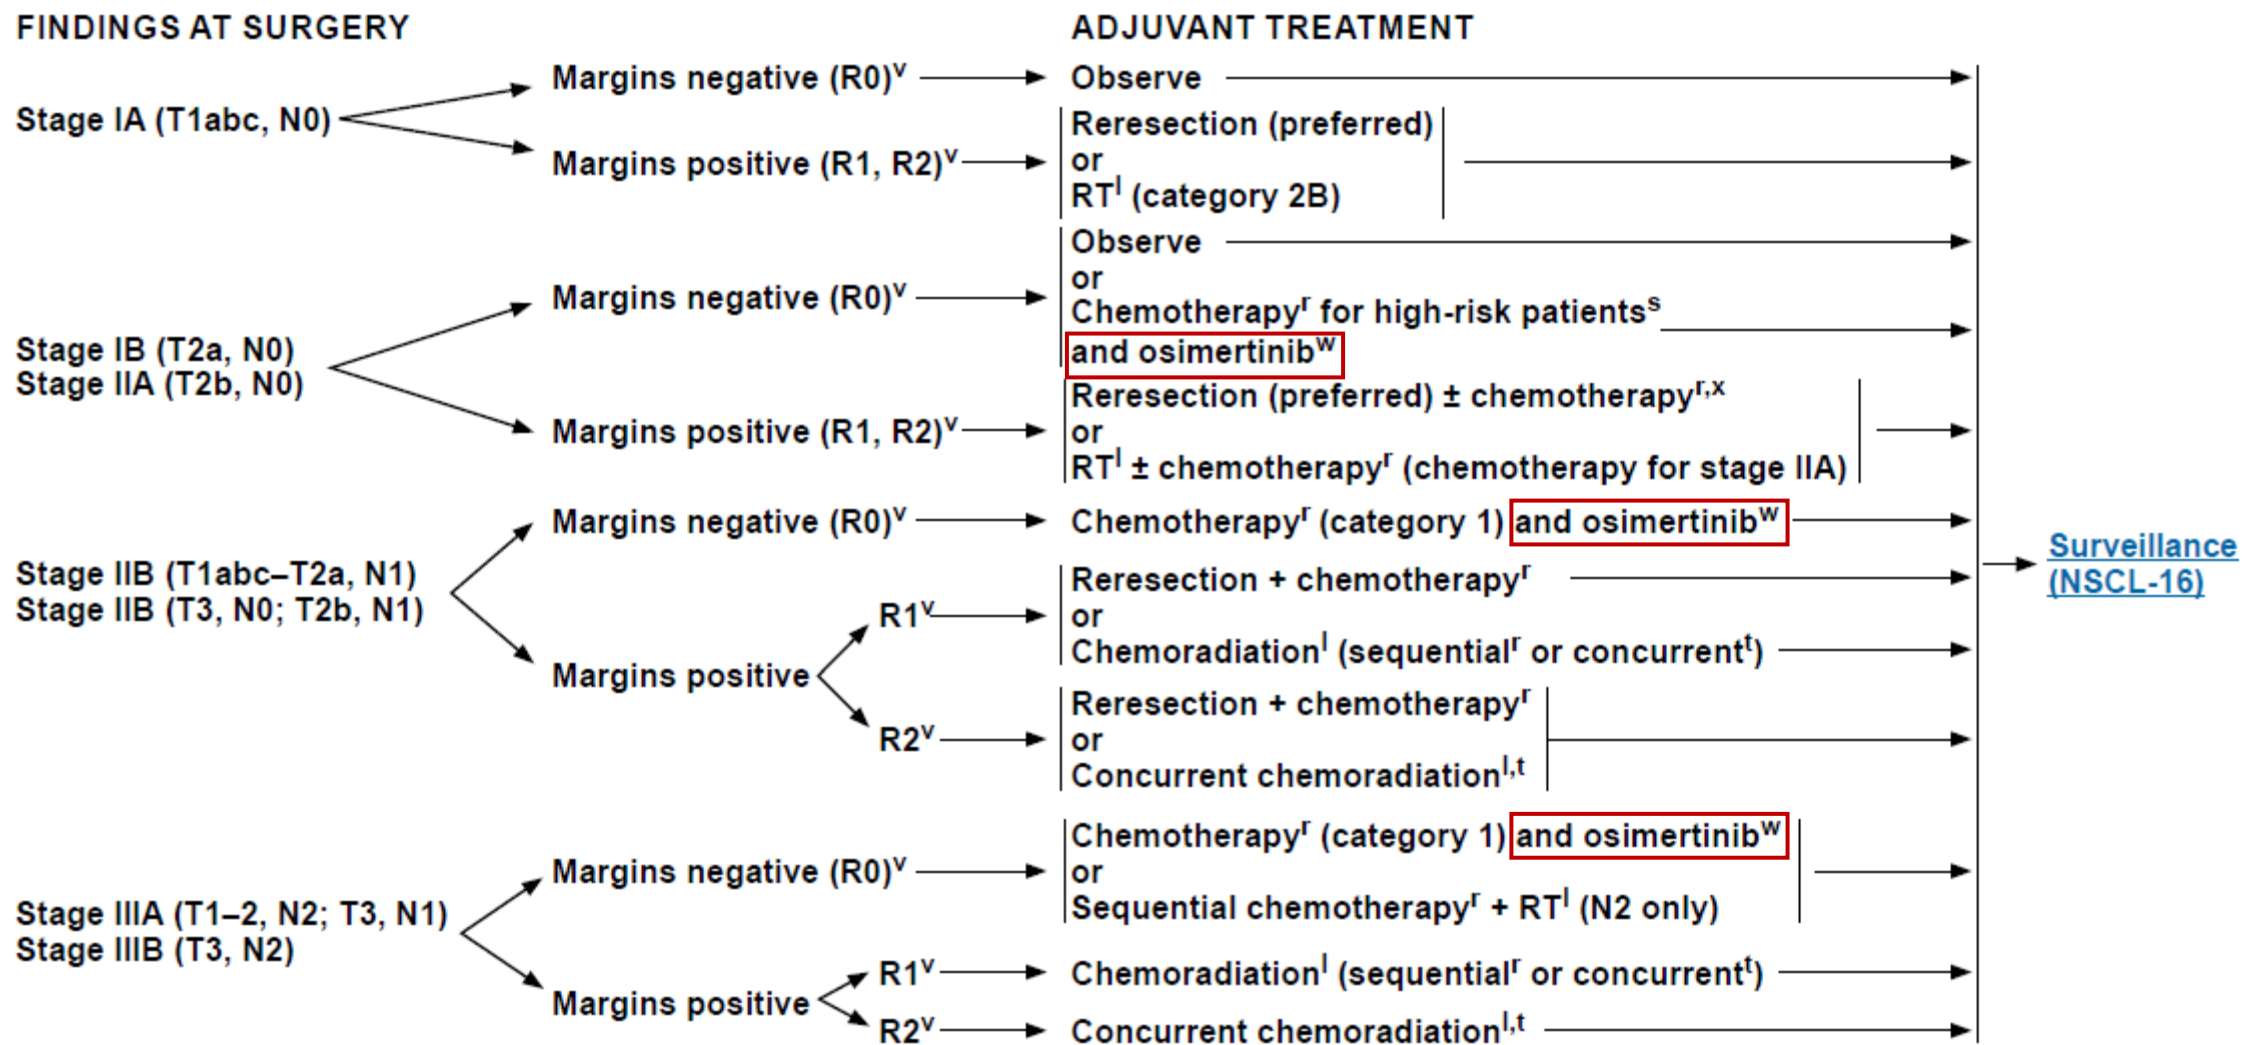 FINDINGS AT SURGERY
ADJUVANT TREATMENT
Stage IA (T1abc, N0)
Margins negative (R0)v
Observe
Margins positive (R1, R2)v
Reresection (preferred)
or
RTl (category 2B)
Stage IB (T2a, N0)
Stage IIA (T2b, N0)
Margins negative (R0)v
Observe
or
Chemotherapyr for high-risk patientss
and osimertinibw
Margins positive (R1, R2)v
Reresection (preferred) ± chemotherapyr,x
or
RTl ± chemotherapyr (chemotherapy for stage IIA)
Stage IIB (T1abc–T2a, N1)
Stage IIB (T3, N0; T2b, N1)
Margins negative (R0)v
Chemotherapyr (category 1) and osimertinibw
Margins positive
R1v
Reresection + chemotherapyr
or
Chemoradiationl (sequentialr or concurrentt)
R2v
Reresection + chemotherapyr
or
Concurrent chemoradiationl,t
Stage IIIA (T1–2, N2; T3, N1)
Stage IIIB (T3, N2)
Margins negative (R0)v
Chemotherapyr (category 1) and osimertinibw
or
Sequential chemotherapyr + RTl (N2 only)
Margins positive
R1v
Chemoradiationl (sequentialr or concurrentt)
R2v
Concurrent chemoradiationl,t
Surveillance
(NSCL-16)